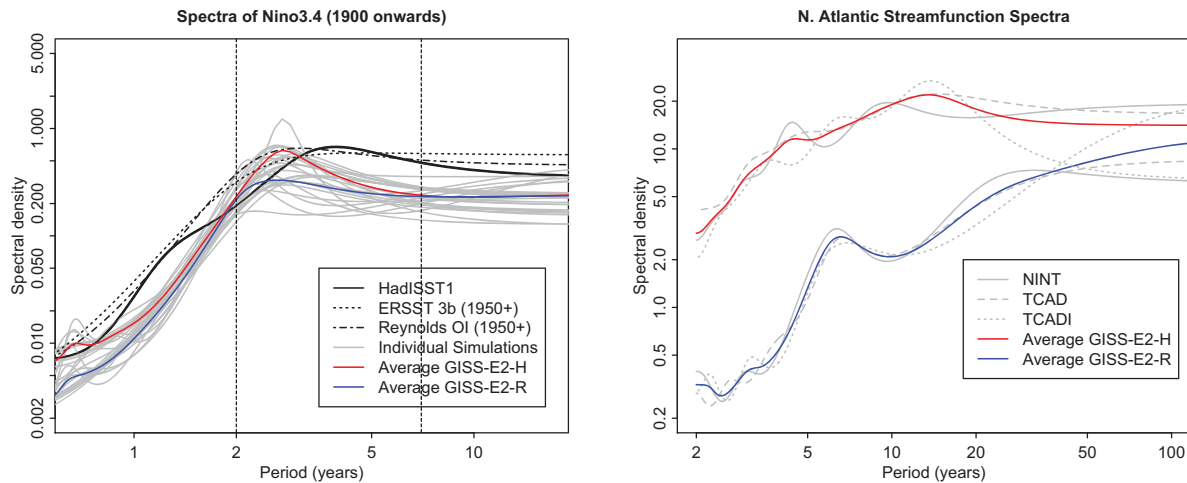 Spectra of Nino3.4 (1900 onwards)
5.000
1.000
0.200
0.050
0.010
0.002
Spectral density
1
2
5
10
Period (years)
HadISST1
ERSST 3b (1950+)
Reynolds OI (1950+)
Individual Simulations
Average GISS-E2-H
Average GISS-E2-R
N. Atlantic Streamfunction Spectra
20.0
10.0
5.0
2.0
1.0
0.5
0.2
Spectral density
2
5
10
20
50
100
Period (years)
NINT
TCAD
TCADI
Average GISS-E2-H
Average GISS-E2-R